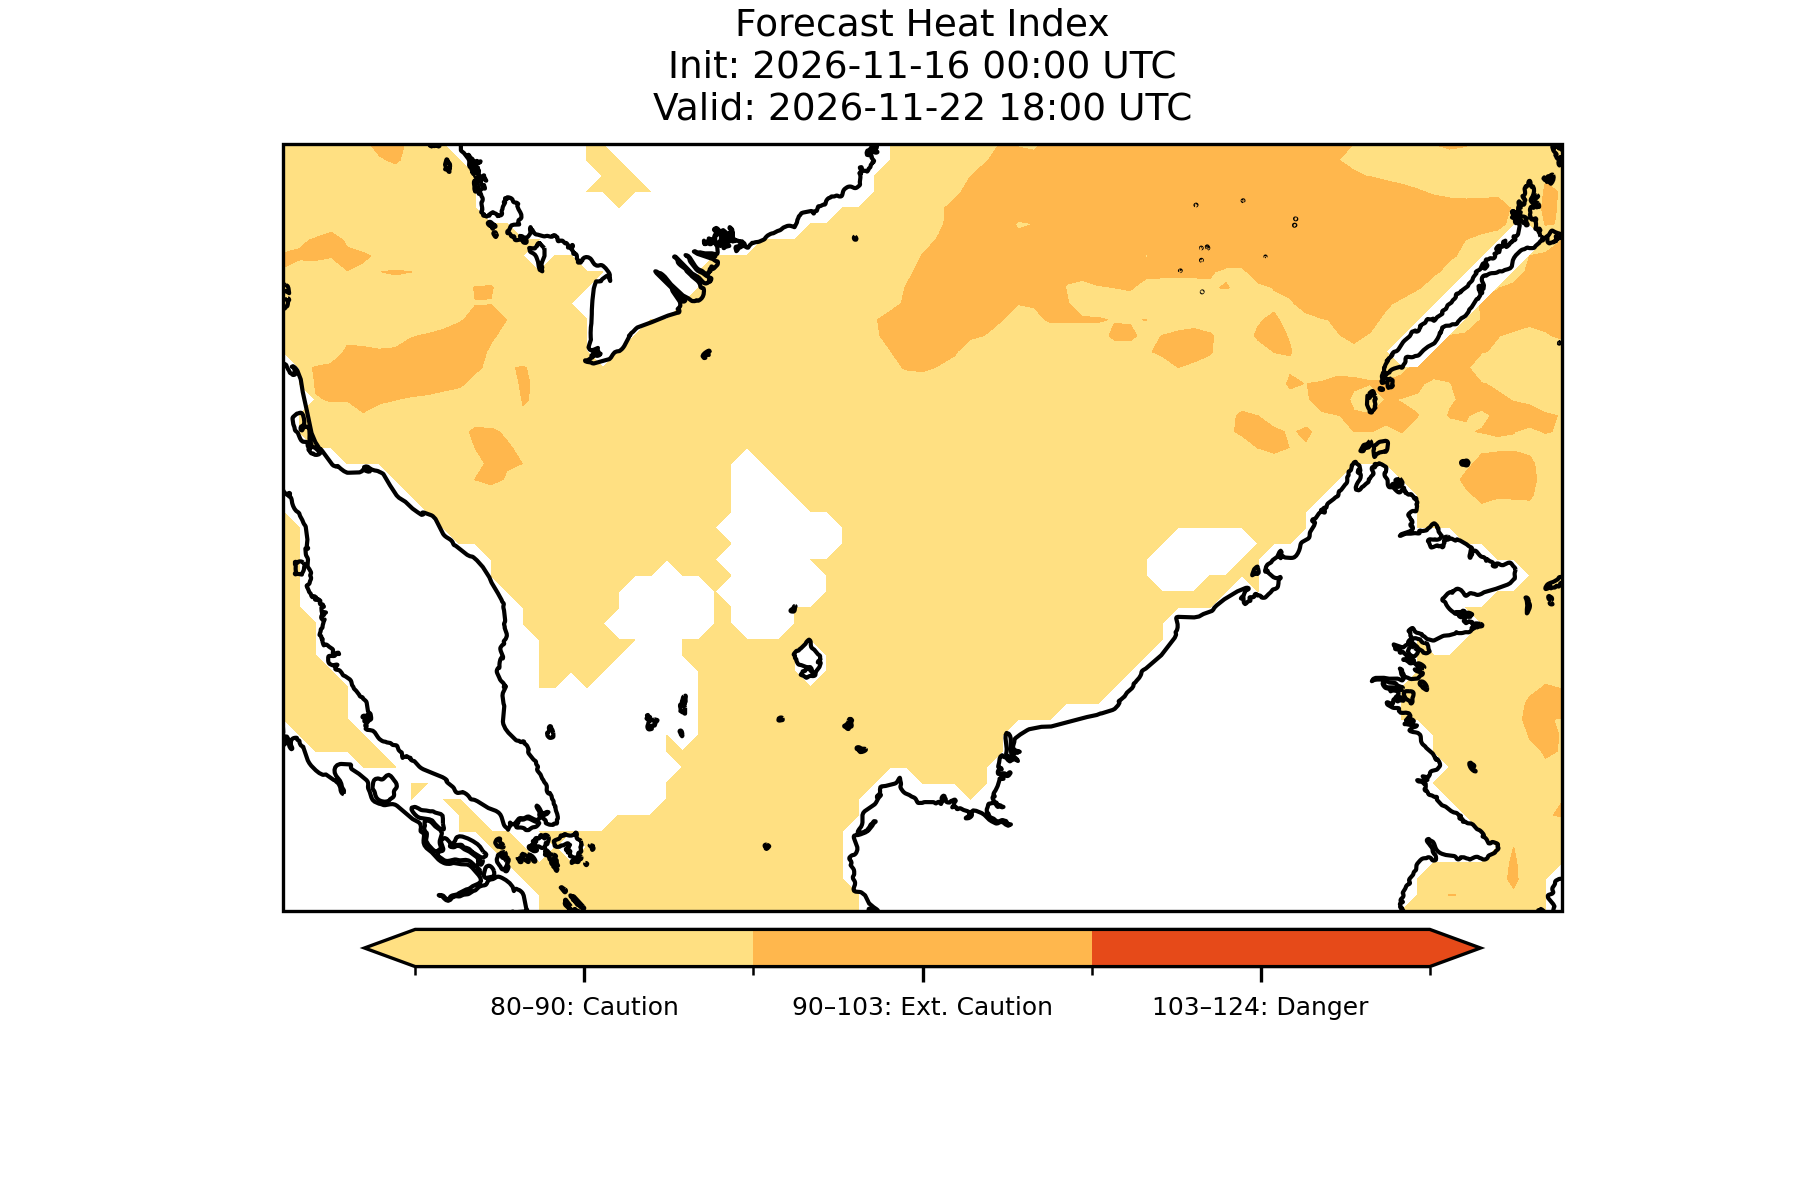 Forecast Heat Index
Init: 2026-11-16 00:00 UTC
Valid: 2026-11-22 18:00 UTC
80–90: Caution
90–103: Ext. Caution
103–124: Danger